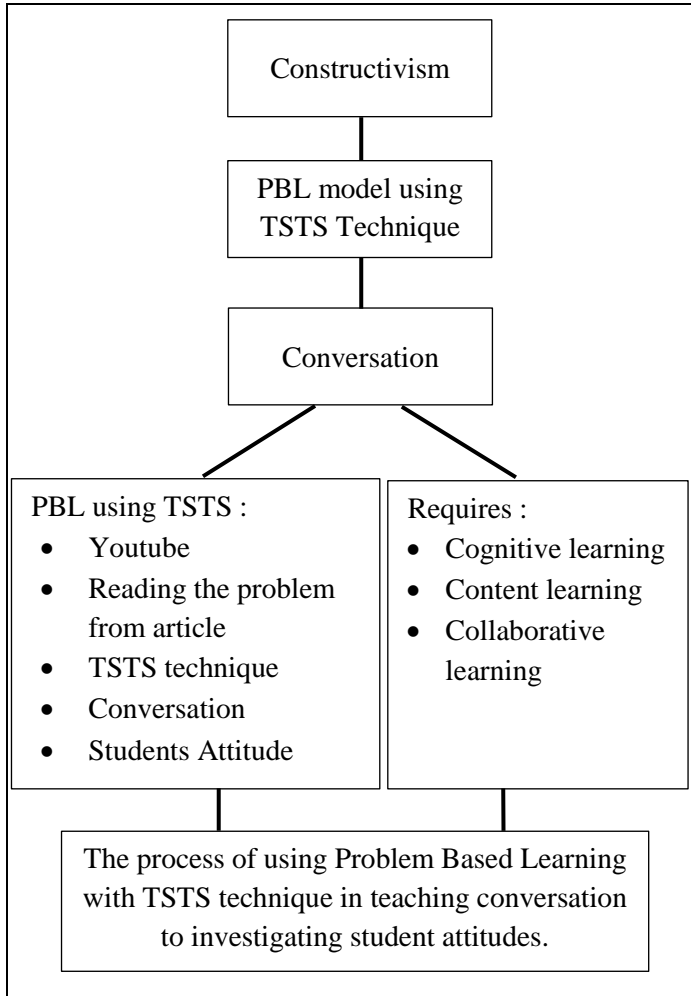 Constructivism
PBL model using
TSTS Technique
Conversation
PBL using TSTS :
• Youtube
• Reading the problem
from article
• TSTS technique
• Conversation
• Students Attitude
Requires :
• Cognitive learning
• Content learning
• Collaborative
learning
The process of using Problem Based Learning
with TSTS technique in teaching conversation
to investigating student attitudes.